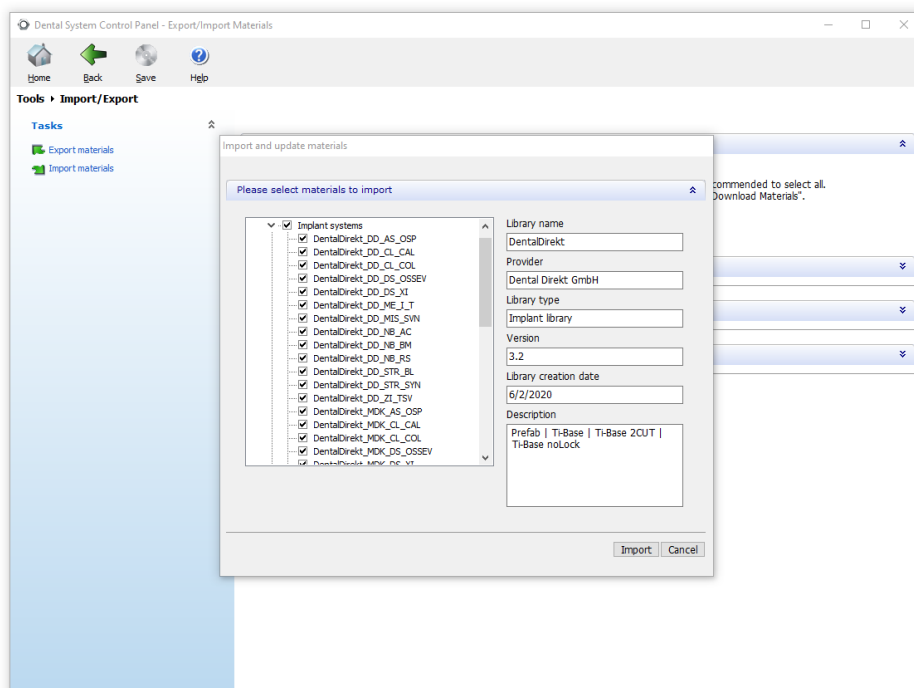 Dental System Control Panel - Export/Import Materials
Home
Back
Save
Help
Tools ▸ Import/Export
Tasks
Export materials
Import materials
Import and update materials
Please select materials to import
Implant systems
DentalDirekt_DD_AS_OSP
DentalDirekt_DD_CL_CAL
DentalDirekt_DD_CL_COL
DentalDirekt_DD_DS_OSSEV
DentalDirekt_DD_DS_XI
DentalDirekt_DD_ME_I_T
DentalDirekt_DD_MIS_SVN
DentalDirekt_DD_NB_AC
DentalDirekt_DD_NB_BM
DentalDirekt_DD_NB_RS
DentalDirekt_DD_STR_BL
DentalDirekt_DD_STR_SYN
DentalDirekt_DD_ZI_TSV
DentalDirekt_MDK_AS_OSP
DentalDirekt_MDK_CL_CAL
DentalDirekt_MDK_CL_COL
DentalDirekt_MDK_DS_OSSEV
DentalDirekt_MDK_DS_XI
Library name
DentalDirekt
Provider
Dental Direkt GmbH
Library type
Implant library
Version
3.2
Library creation date
6/2/2020
Description
Prefab | Ti-Base | Ti-Base 2CUT |
Ti-Base noLock
Import
Cancel
commended to select all.
Download Materials".